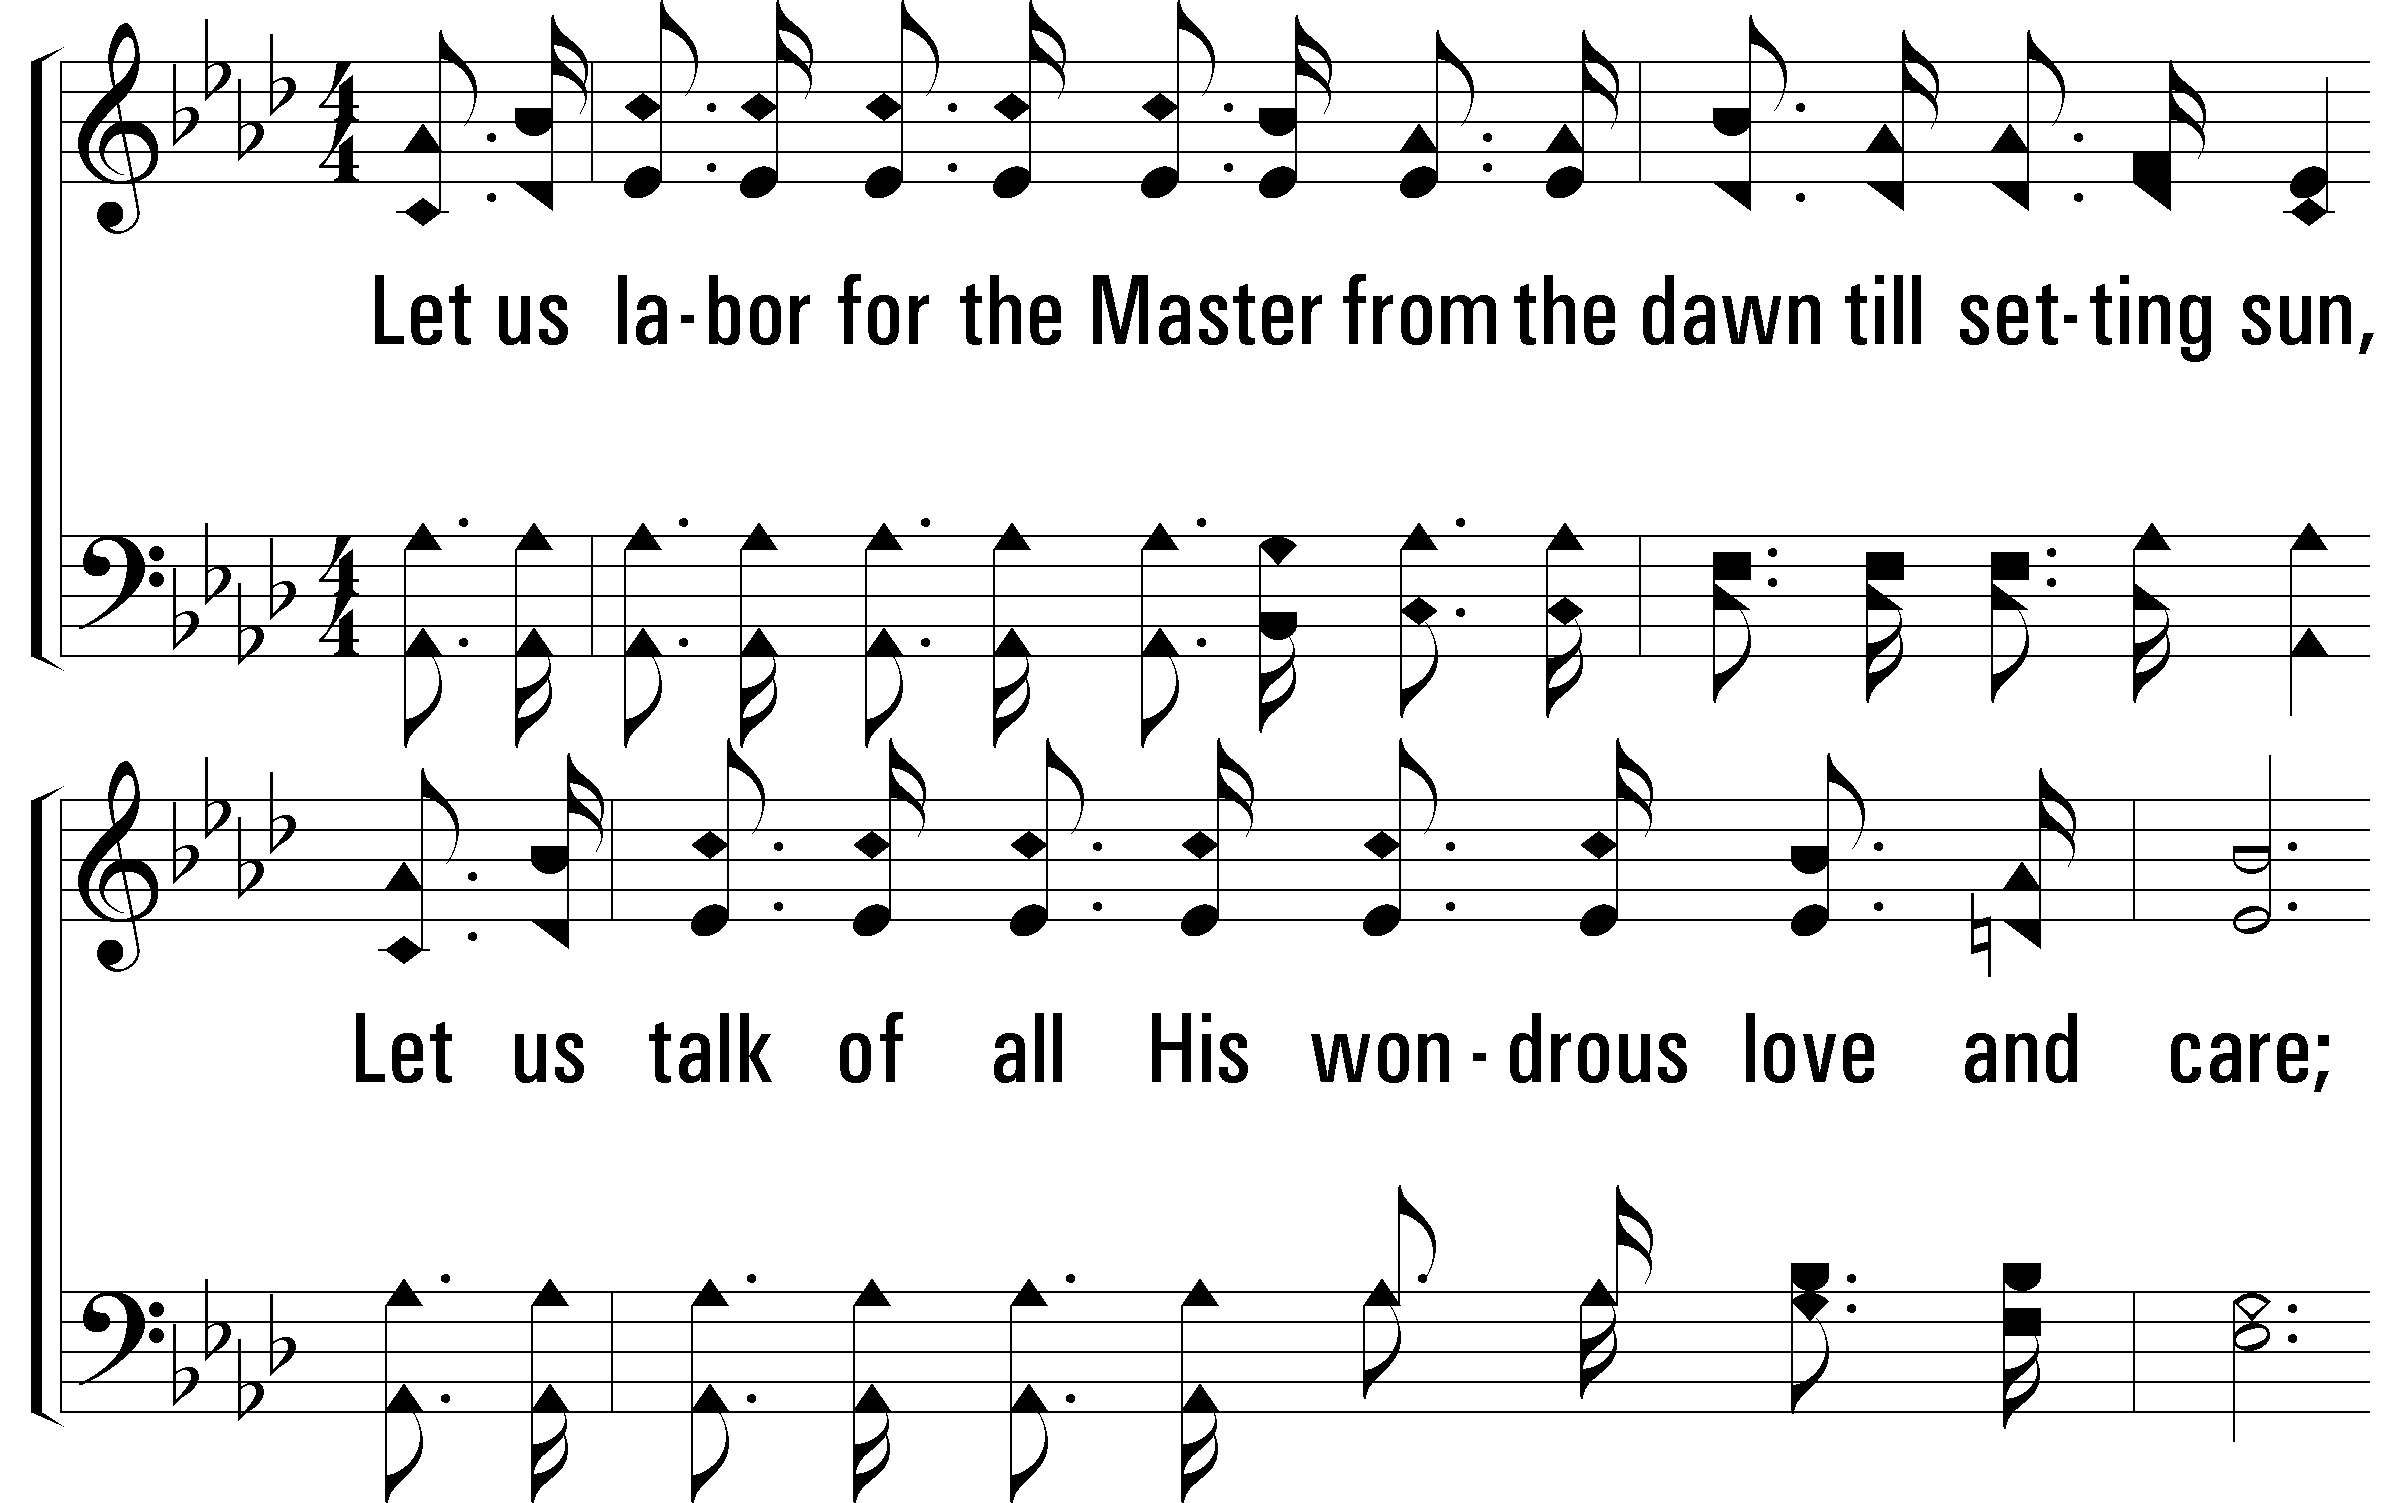 Let us la-bor for the Master from the dawn till set-ting sun,
Let us talk of all His won-drous love and care;